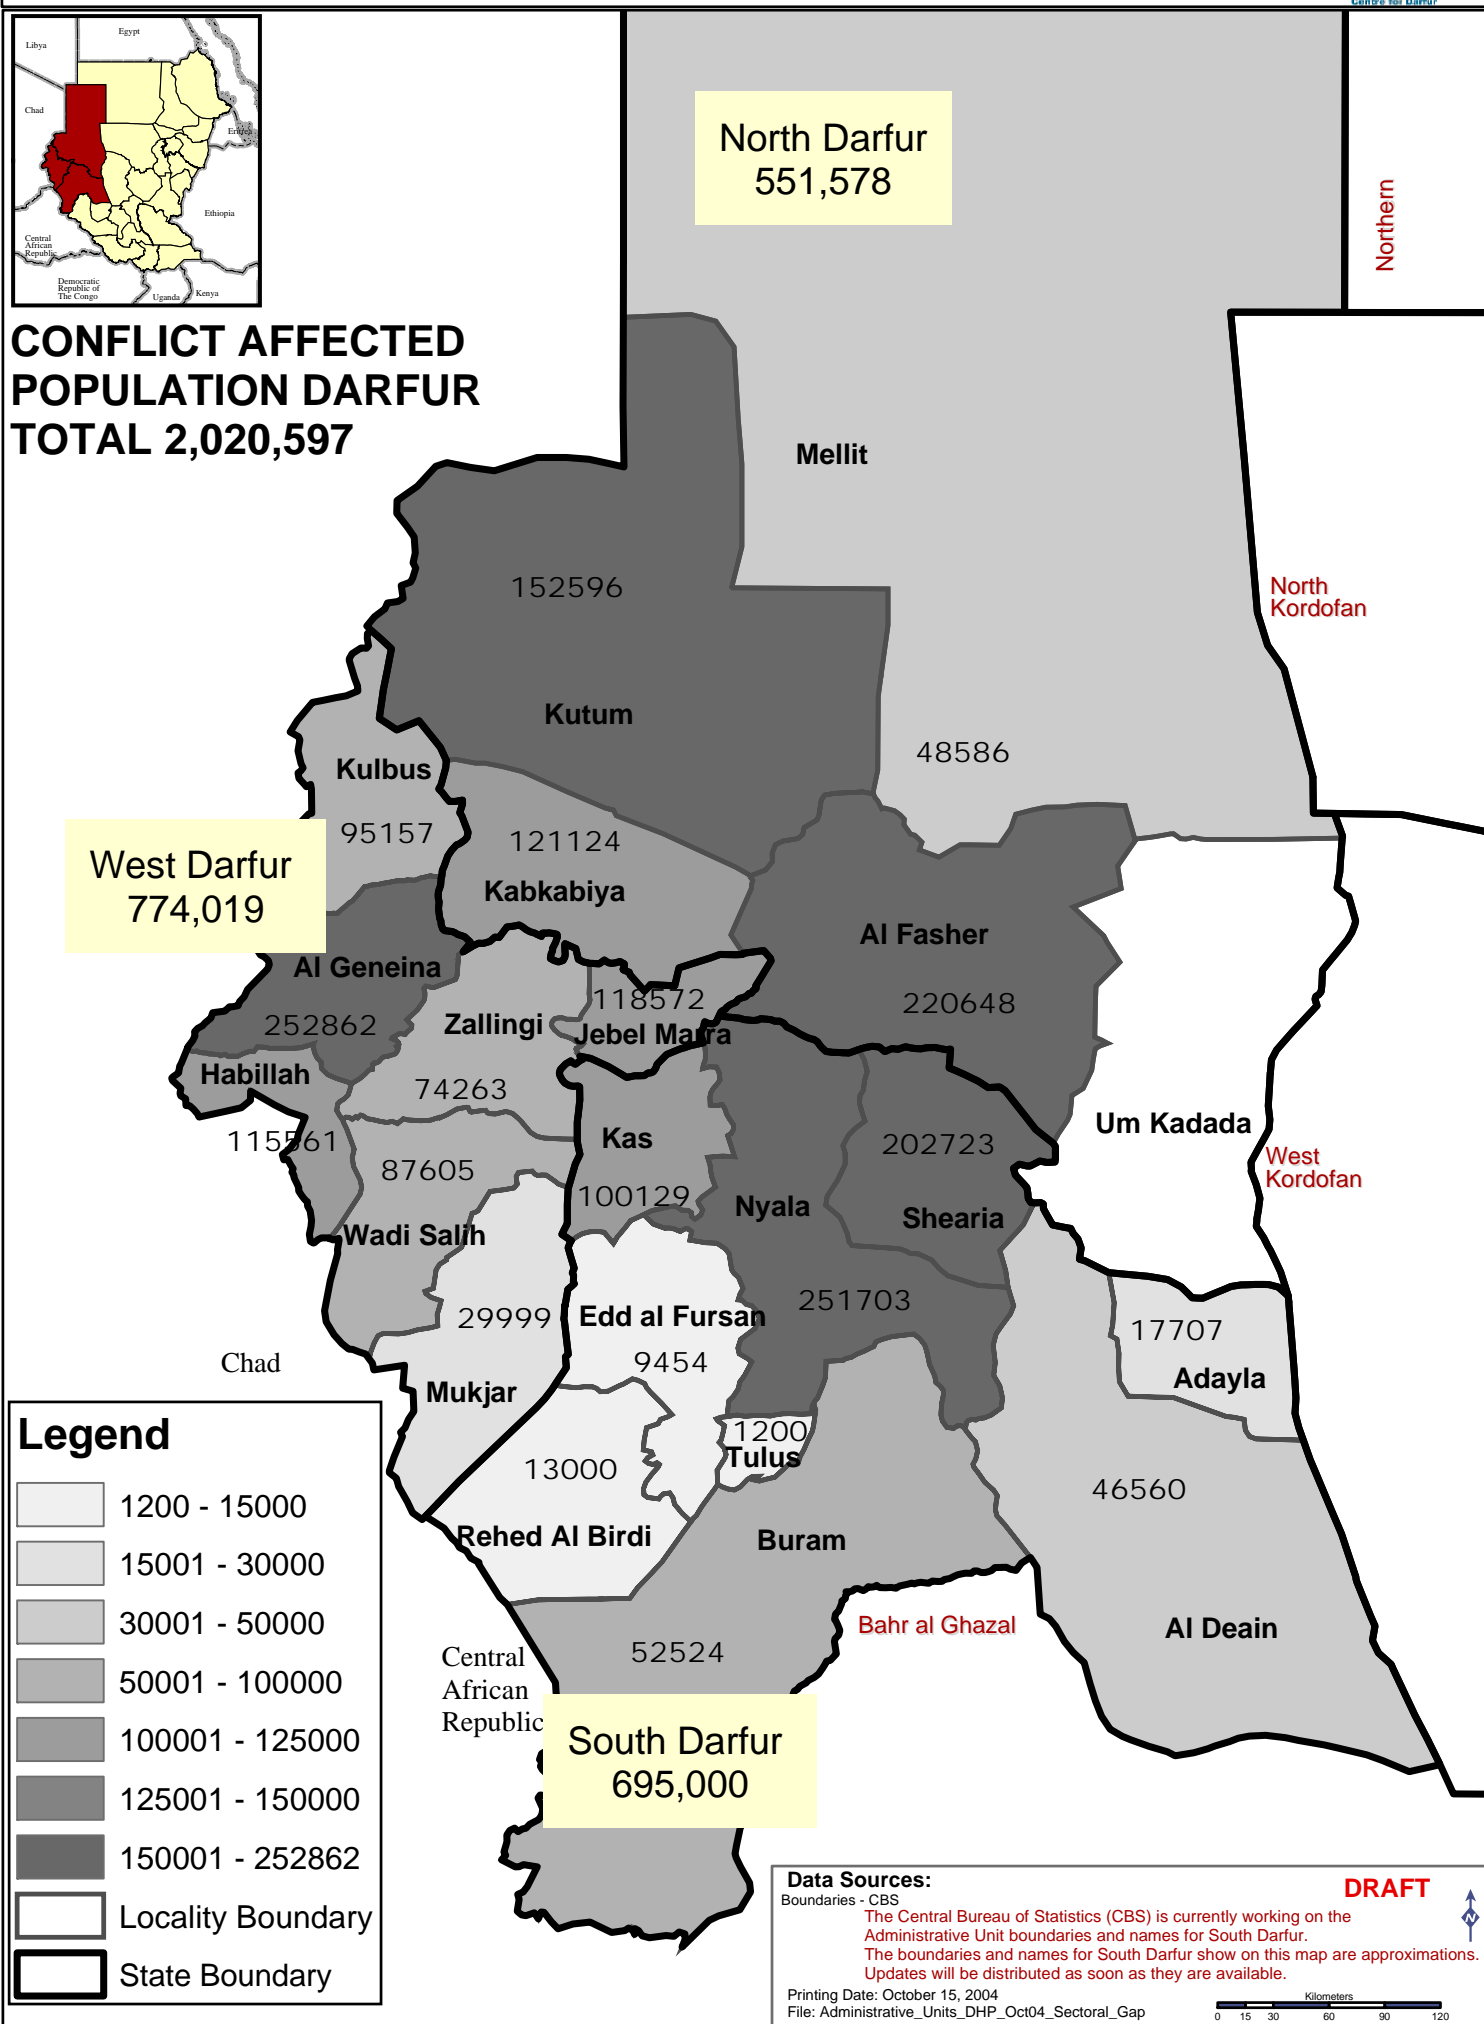 Centre for Darfur
Libya
Egypt
Chad
Eritrea
Ethiopia
Central
African
Republic
Democratic
Republic of
The Congo
Uganda
Kenya
CONFLICT AFFECTED
POPULATION DARFUR
TOTAL 2,020,597
North Darfur
551,578
Northern
Mellit
152596
North
Kordofan
Kutum
48586
Kulbus
95157
121124
Kabkabiya
West Darfur
774,019
Al Fasher
220648
Al Geneina
252862
Zallingi
74263
118572
Jebel Marra
Habillah
115561
Kas
100129
87605
Wadi Salih
Nyala
251703
202723
Shearia
Um Kadada
West
Kordofan
29999
Mukjar
Edd al Fursan
9454
17707
Adayla
Chad
13000
Rehed Al Birdi
1200
Tulus
46560
Al Deain
Buram
52524
Bahr al Ghazal
Central
African
Republic
South Darfur
695,000
Legend
1200 - 15000
15001 - 30000
30001 - 50000
50001 - 100000
100001 - 125000
125001 - 150000
150001 - 252862
Locality Boundary
State Boundary
Data Sources:
DRAFT
Boundaries - CBS
The Central Bureau of Statistics (CBS) is currently working on the
Administrative Unit boundaries and names for South Darfur.
The boundaries and names for South Darfur show on this map are approximations.
Updates will be distributed as soon as they are available.
N
Printing Date: October 15, 2004
File: Administrative_Units_DHP_Oct04_Sectoral_Gap
Kilometers
0 15 30 60 90 120